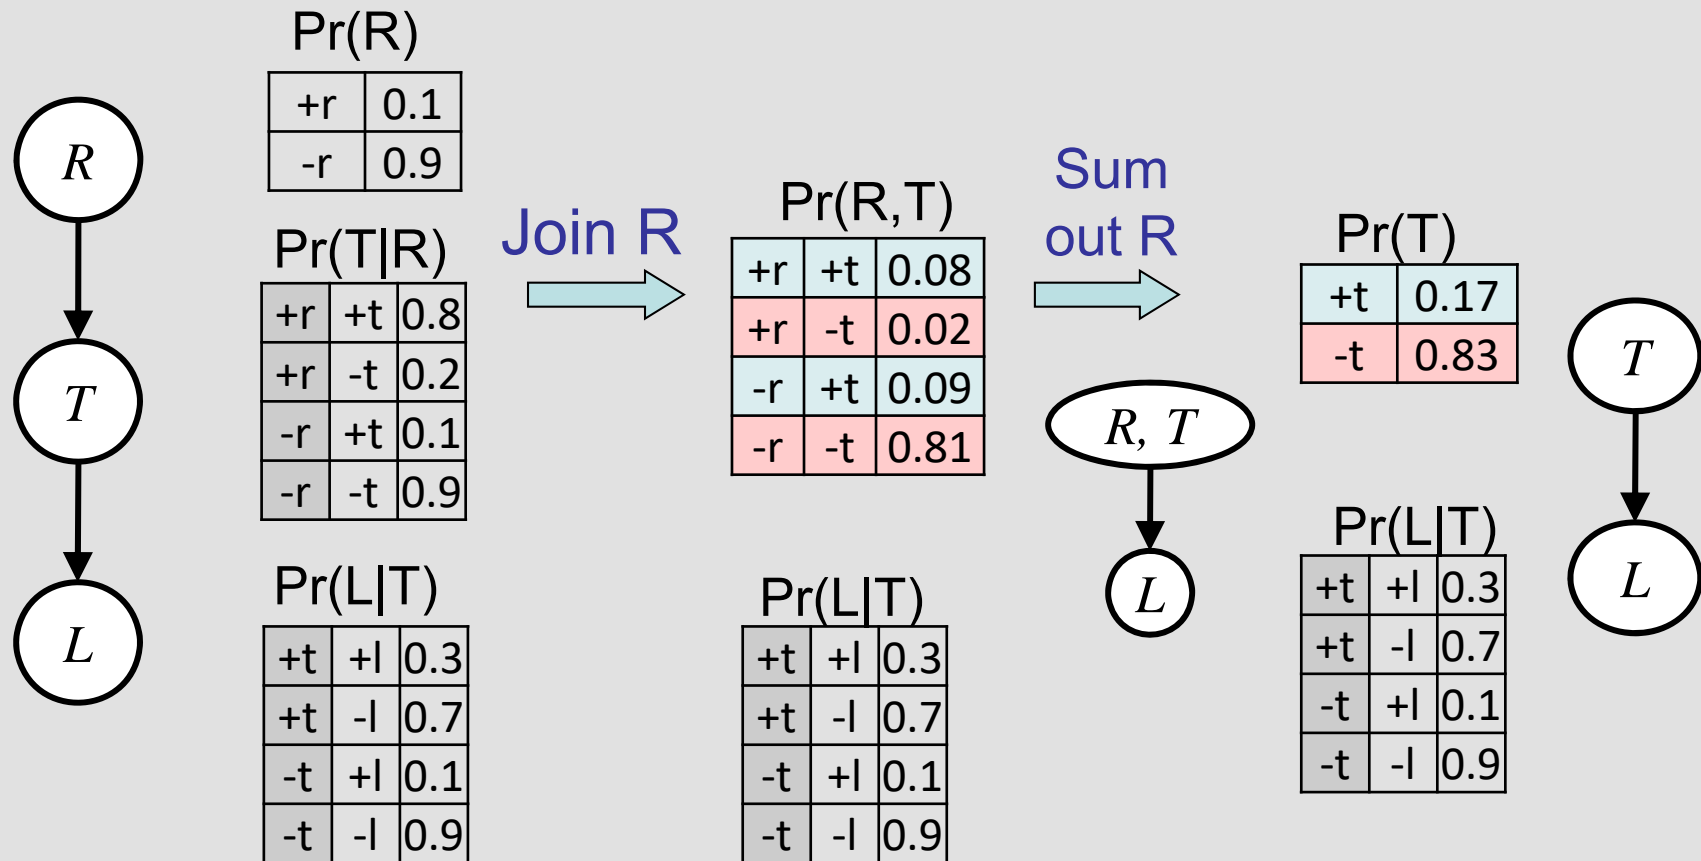 R
T
L
Pr(R)
+r 0.1
-r 0.9
Pr(T|R)
+r +t 0.8
+r -t 0.2
-r +t 0.1
-r -t 0.9
Pr(L|T)
+t +l 0.3
+t -l 0.7
-t +l 0.1
-t -l 0.9
Join R
Pr(R,T)
+r +t 0.08
+r -t 0.02
-r +t 0.09
-r -t 0.81
Pr(L|T)
+t +l 0.3
+t -l 0.7
-t +l 0.1
-t -l 0.9
Sum
out R
R, T
L
Pr(T)
+t 0.17
-t 0.83
Pr(L|T)
+t +l 0.3
+t -l 0.7
-t +l 0.1
-t -l 0.9
T
L